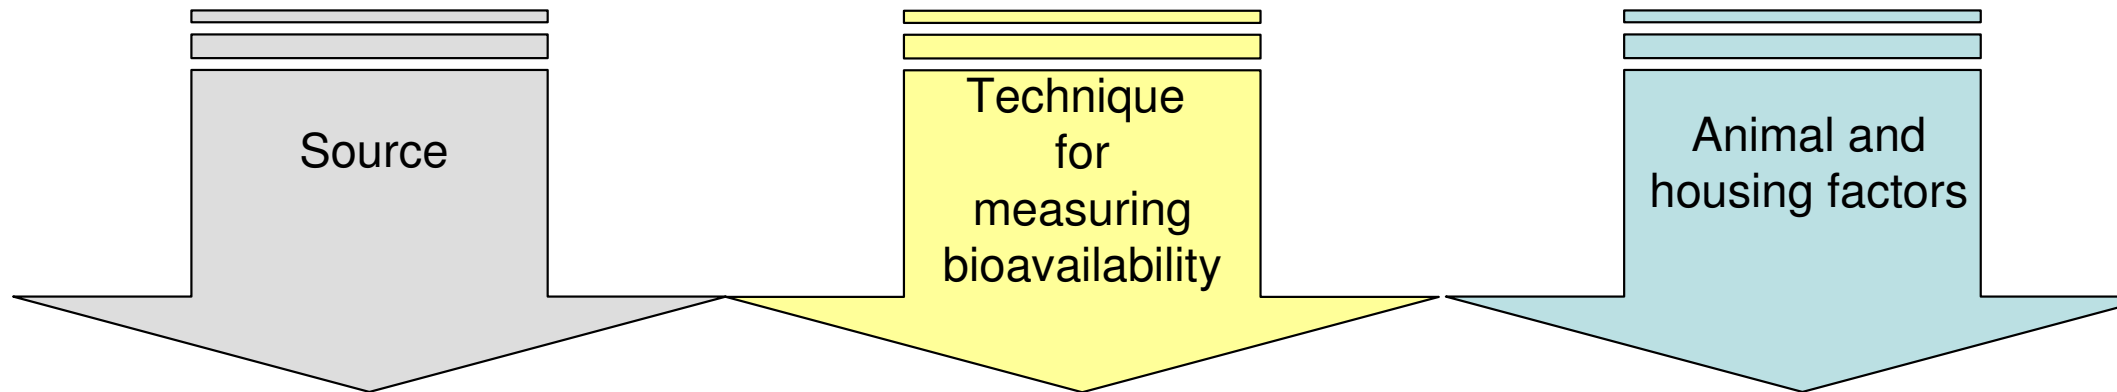 Source
Technique
for
measuring
bioavailability
Animal and
housing factors